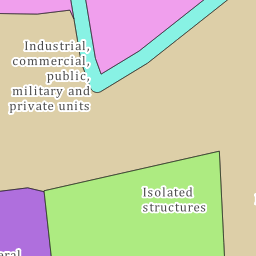 Industrial,
commercial,
public,
military and
private units
Isolated
structures